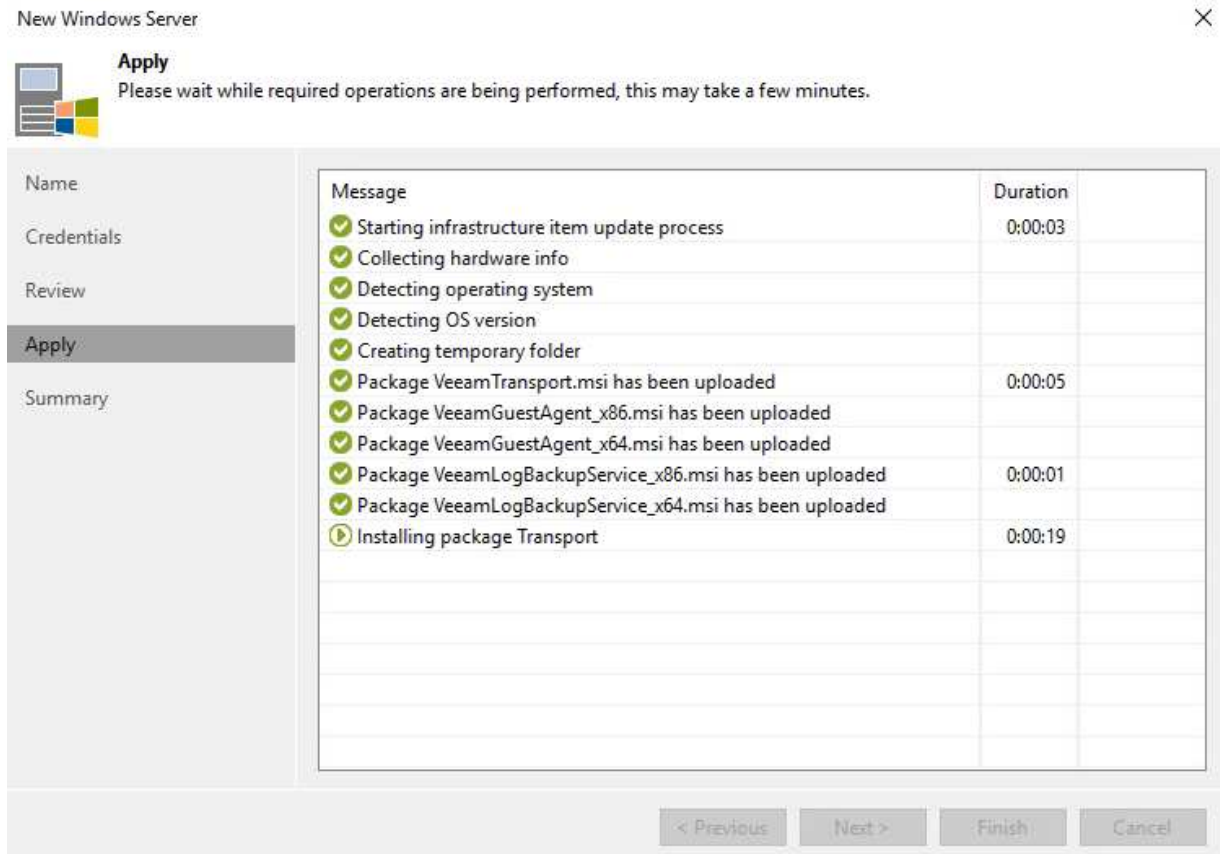 New Windows Server
Apply
Please wait while required operations are being performed, this may take a few minutes.
Name
Credentials
Review
Apply
Summary
Message Duration
Starting infrastructure item update process 0:00:03
Collecting hardware info
Detecting operating system
Detecting OS version
Creating temporary folder
Package VeeamTransport.msi has been uploaded 0:00:05
Package VeeamGuestAgent_x86.msi has been uploaded
Package VeeamGuestAgent_x64.msi has been uploaded
Package VeeamLogBackupService_x86.msi has been uploaded 0:00:01
Package VeeamLogBackupService_x64.msi has been uploaded
Installing package Transport 0:00:19
< Previous Next > Finish Cancel